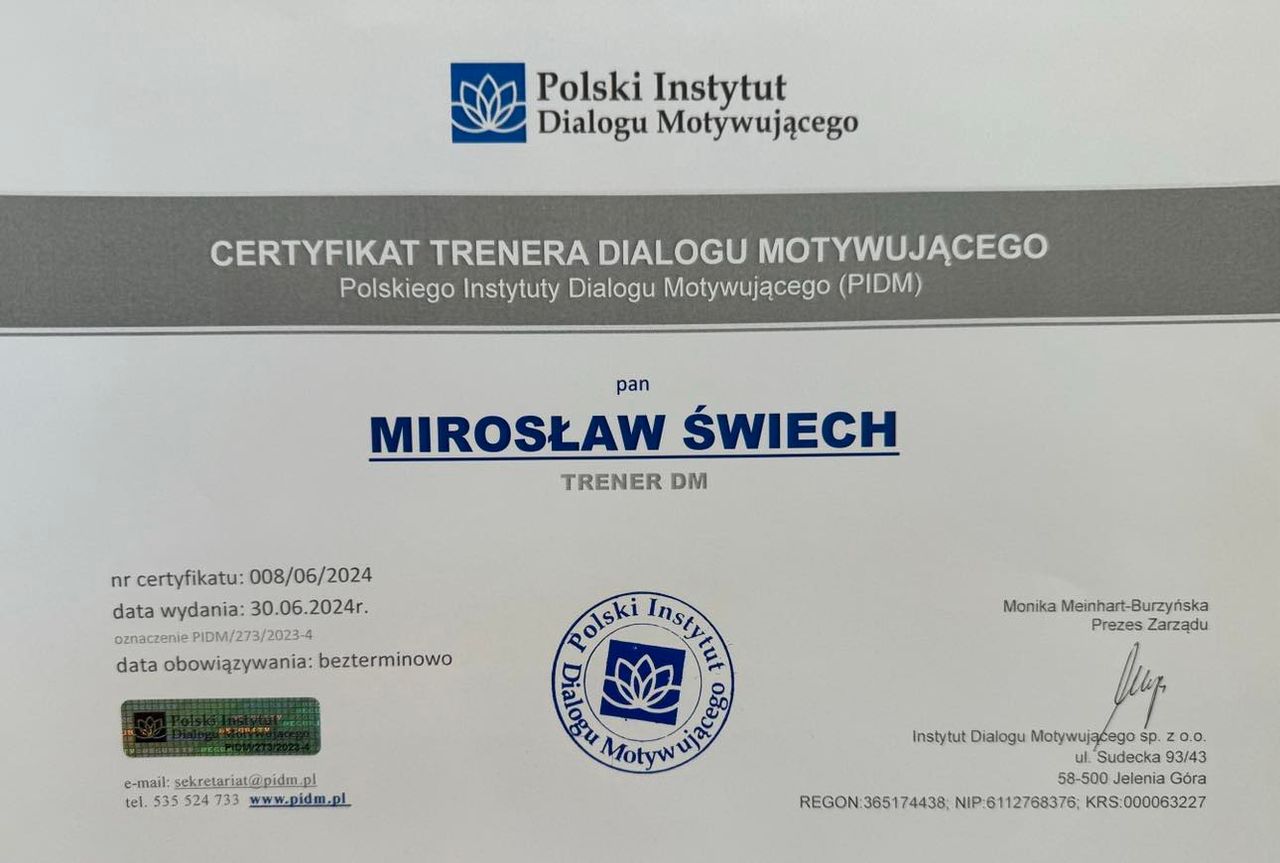 Polski Instytut
Dialogu Motywującego
CERTYFIKAT TRENERA DIALOGU MOTYWUJĄCEGO
Polskiego Instytuty Dialogu Motywującego (PIDM)
pan
MIROSŁAW ŚWIECH
TRENER DM
nr certyfikatu: 008/06/2024
data wydania: 30.06.2024r.
oznaczenie PIDM/273/2023-4
data obowiązywania: bezterminowo
Polski Instytut
Dialogu Motywującego
PIDM/273/2023-4
e-mail: sekretariat@pidm.pl
tel. 535 524 733 www.pidm.pl
Polski Instytut
Dialogu Motywującego
Monika Meinhart-Burzyńska
Prezes Zarządu
Instytut Dialogu Motywującego sp. z o.o.
ul. Sudecka 93/43
58-500 Jelenia Góra
REGON:365174438; NIP:6112768376; KRS:000063227